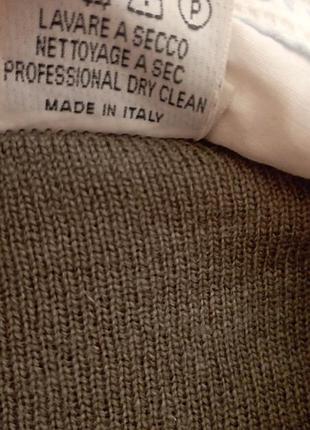 P
LAVARE A SECCO
NETTOYAGE A SEC
PROFESSIONAL DRY CLEAN
MADE IN ITALY